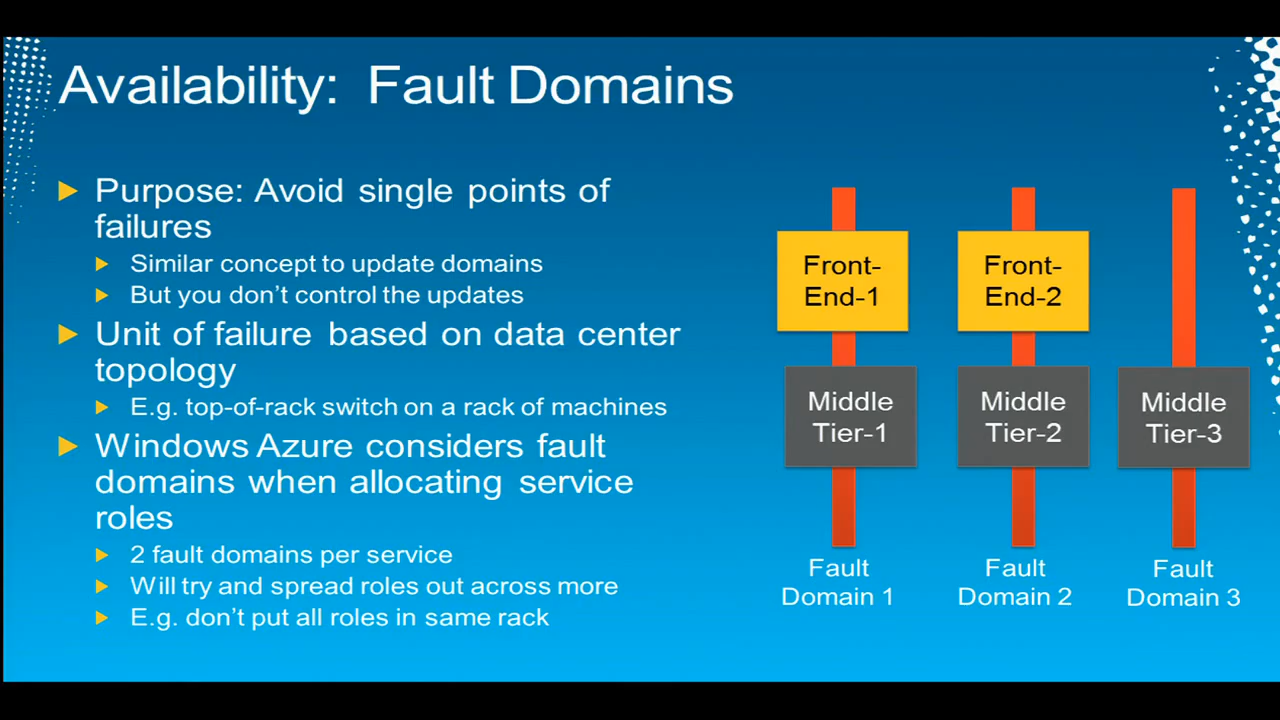 Availability: Fault Domains
Purpose: Avoid single points of
failures
Similar concept to update domains
But you don't control the updates
Unit of failure based on data center
topology
E.g. top-of-rack switch on a rack of machines
Windows Azure considers fault
domains when allocating service
roles
2 fault domains per service
Will try and spread roles out across more
E.g. don't put all roles in same rack
Front-
End-1
Front-
End-2
Middle
Tier-1
Middle
Tier-2
Middle
Tier-3
Fault
Domain 1
Fault
Domain 2
Fault
Domain 3